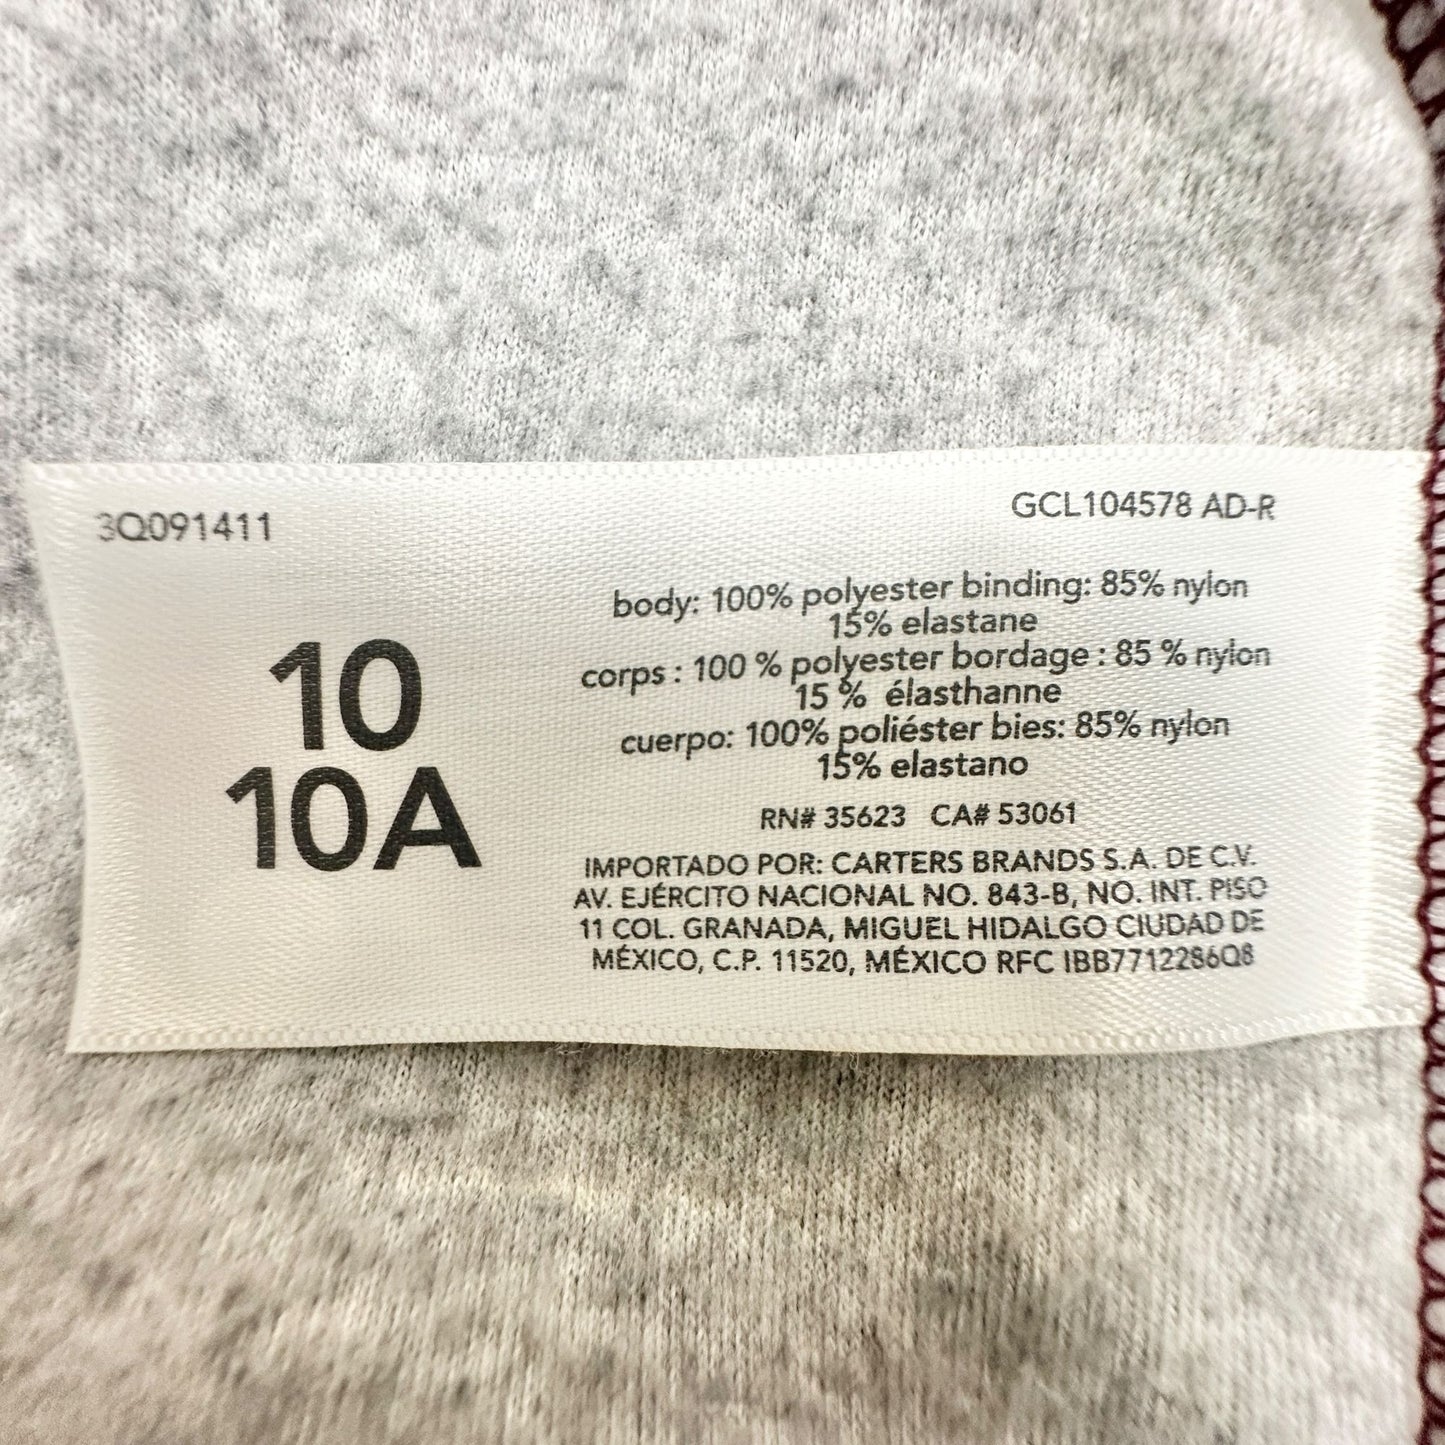 3Q091411
GCL104578 AD-R
10
10A
body: 100% polyester binding: 85% nylon
15% elastane
corps : 100 % polyester bordage : 85 % nylon
15 % élasthanne
cuerpo: 100% poliéster bies: 85% nylon
15% elastano
RN# 35623 CA# 53061
IMPORTADO POR: CARTERS BRANDS S.A. DE C.V.
AV. EJÉRCITO NACIONAL NO. 843-B, NO. INT. PISO
11 COL. GRANADA, MIGUEL HIDALGO CIUDAD DE
MÉXICO, C.P. 11520, MÉXICO RFC IBB7712286Q8